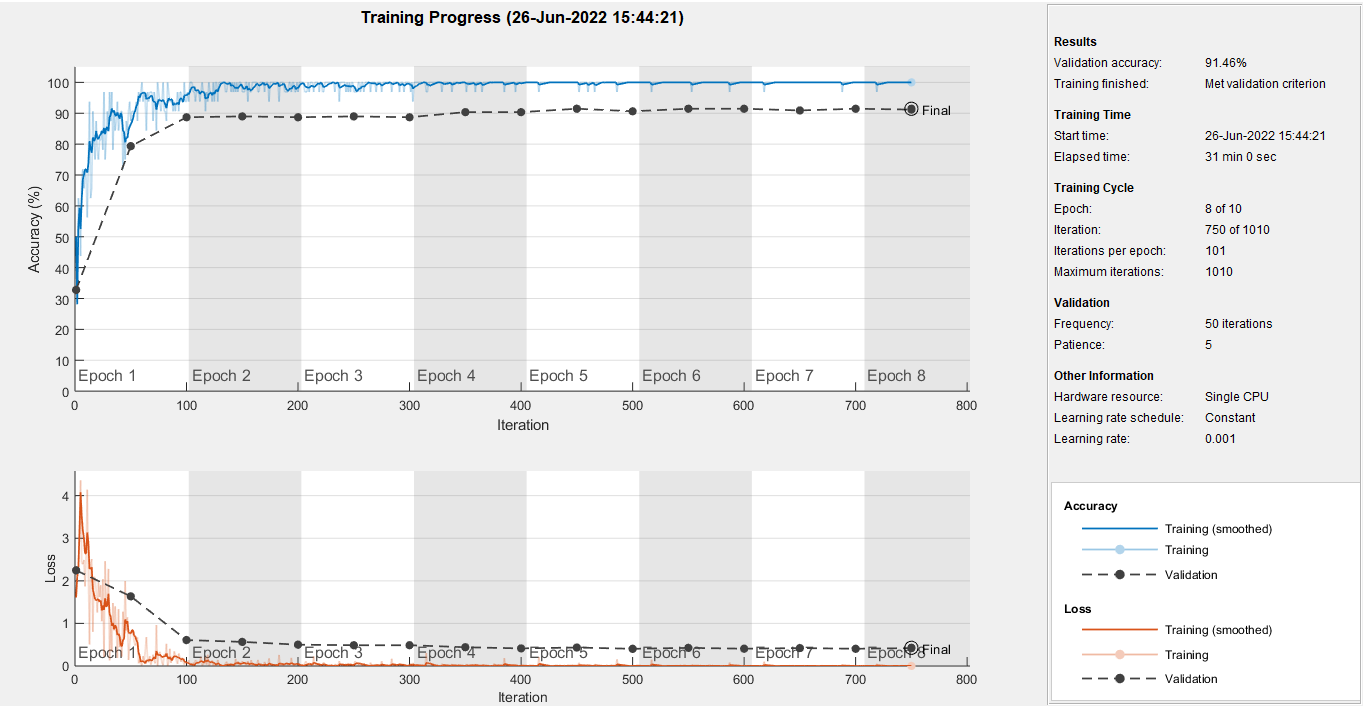 Training Progress (26-Jun-2022 15:44:21)
Accuracy (%)
100
90
80
70
60
50
40
30
20
10
0
Final
Epoch 1 Epoch 2 Epoch 3 Epoch 4 Epoch 5 Epoch 6 Epoch 7 Epoch 8
0 100 200 300 400 500 600 700 800
Iteration
Loss
4
3
2
1
0
Final
Epoch 1 Epoch 2 Epoch 3 Epoch 4 Epoch 5 Epoch 6 Epoch 7 Epoch 8
0 100 200 300 400 500 600 700 800
Iteration
Results
Validation accuracy: 91.46%
Training finished: Met validation criterion
Training Time
Start time: 26-Jun-2022 15:44:21
Elapsed time: 31 min 0 sec
Training Cycle
Epoch: 8 of 10
Iteration: 750 of 1010
Iterations per epoch: 101
Maximum iterations: 1010
Validation
Frequency: 50 iterations
Patience: 5
Other Information
Hardware resource: Single CPU
Learning rate schedule: Constant
Learning rate: 0.001
Accuracy
Training (smoothed)
Training
Validation
Loss
Training (smoothed)
Training
Validation